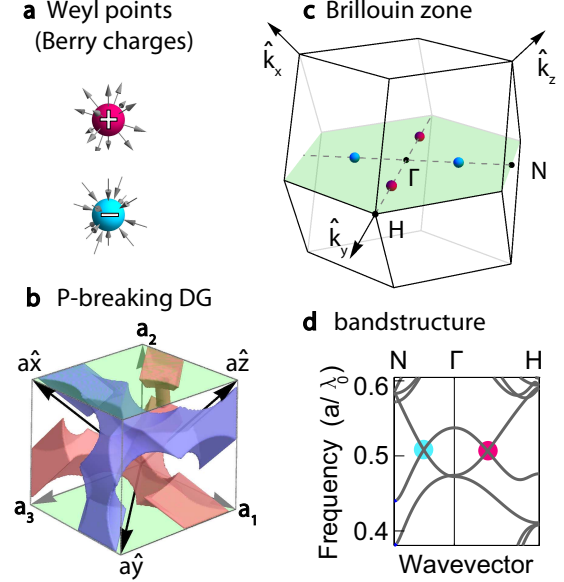 a Weyl points
(Berry charges)
+
−
c Brillouin zone
k̂x
k̂z
Γ
N
H
k̂y
b P-breaking DG
a2
ax̂
aẑ
a3
a1
aŷ
d bandstructure
N Γ H
Frequency (a/λ0)
0.6
0.5
0.4
Wavevector